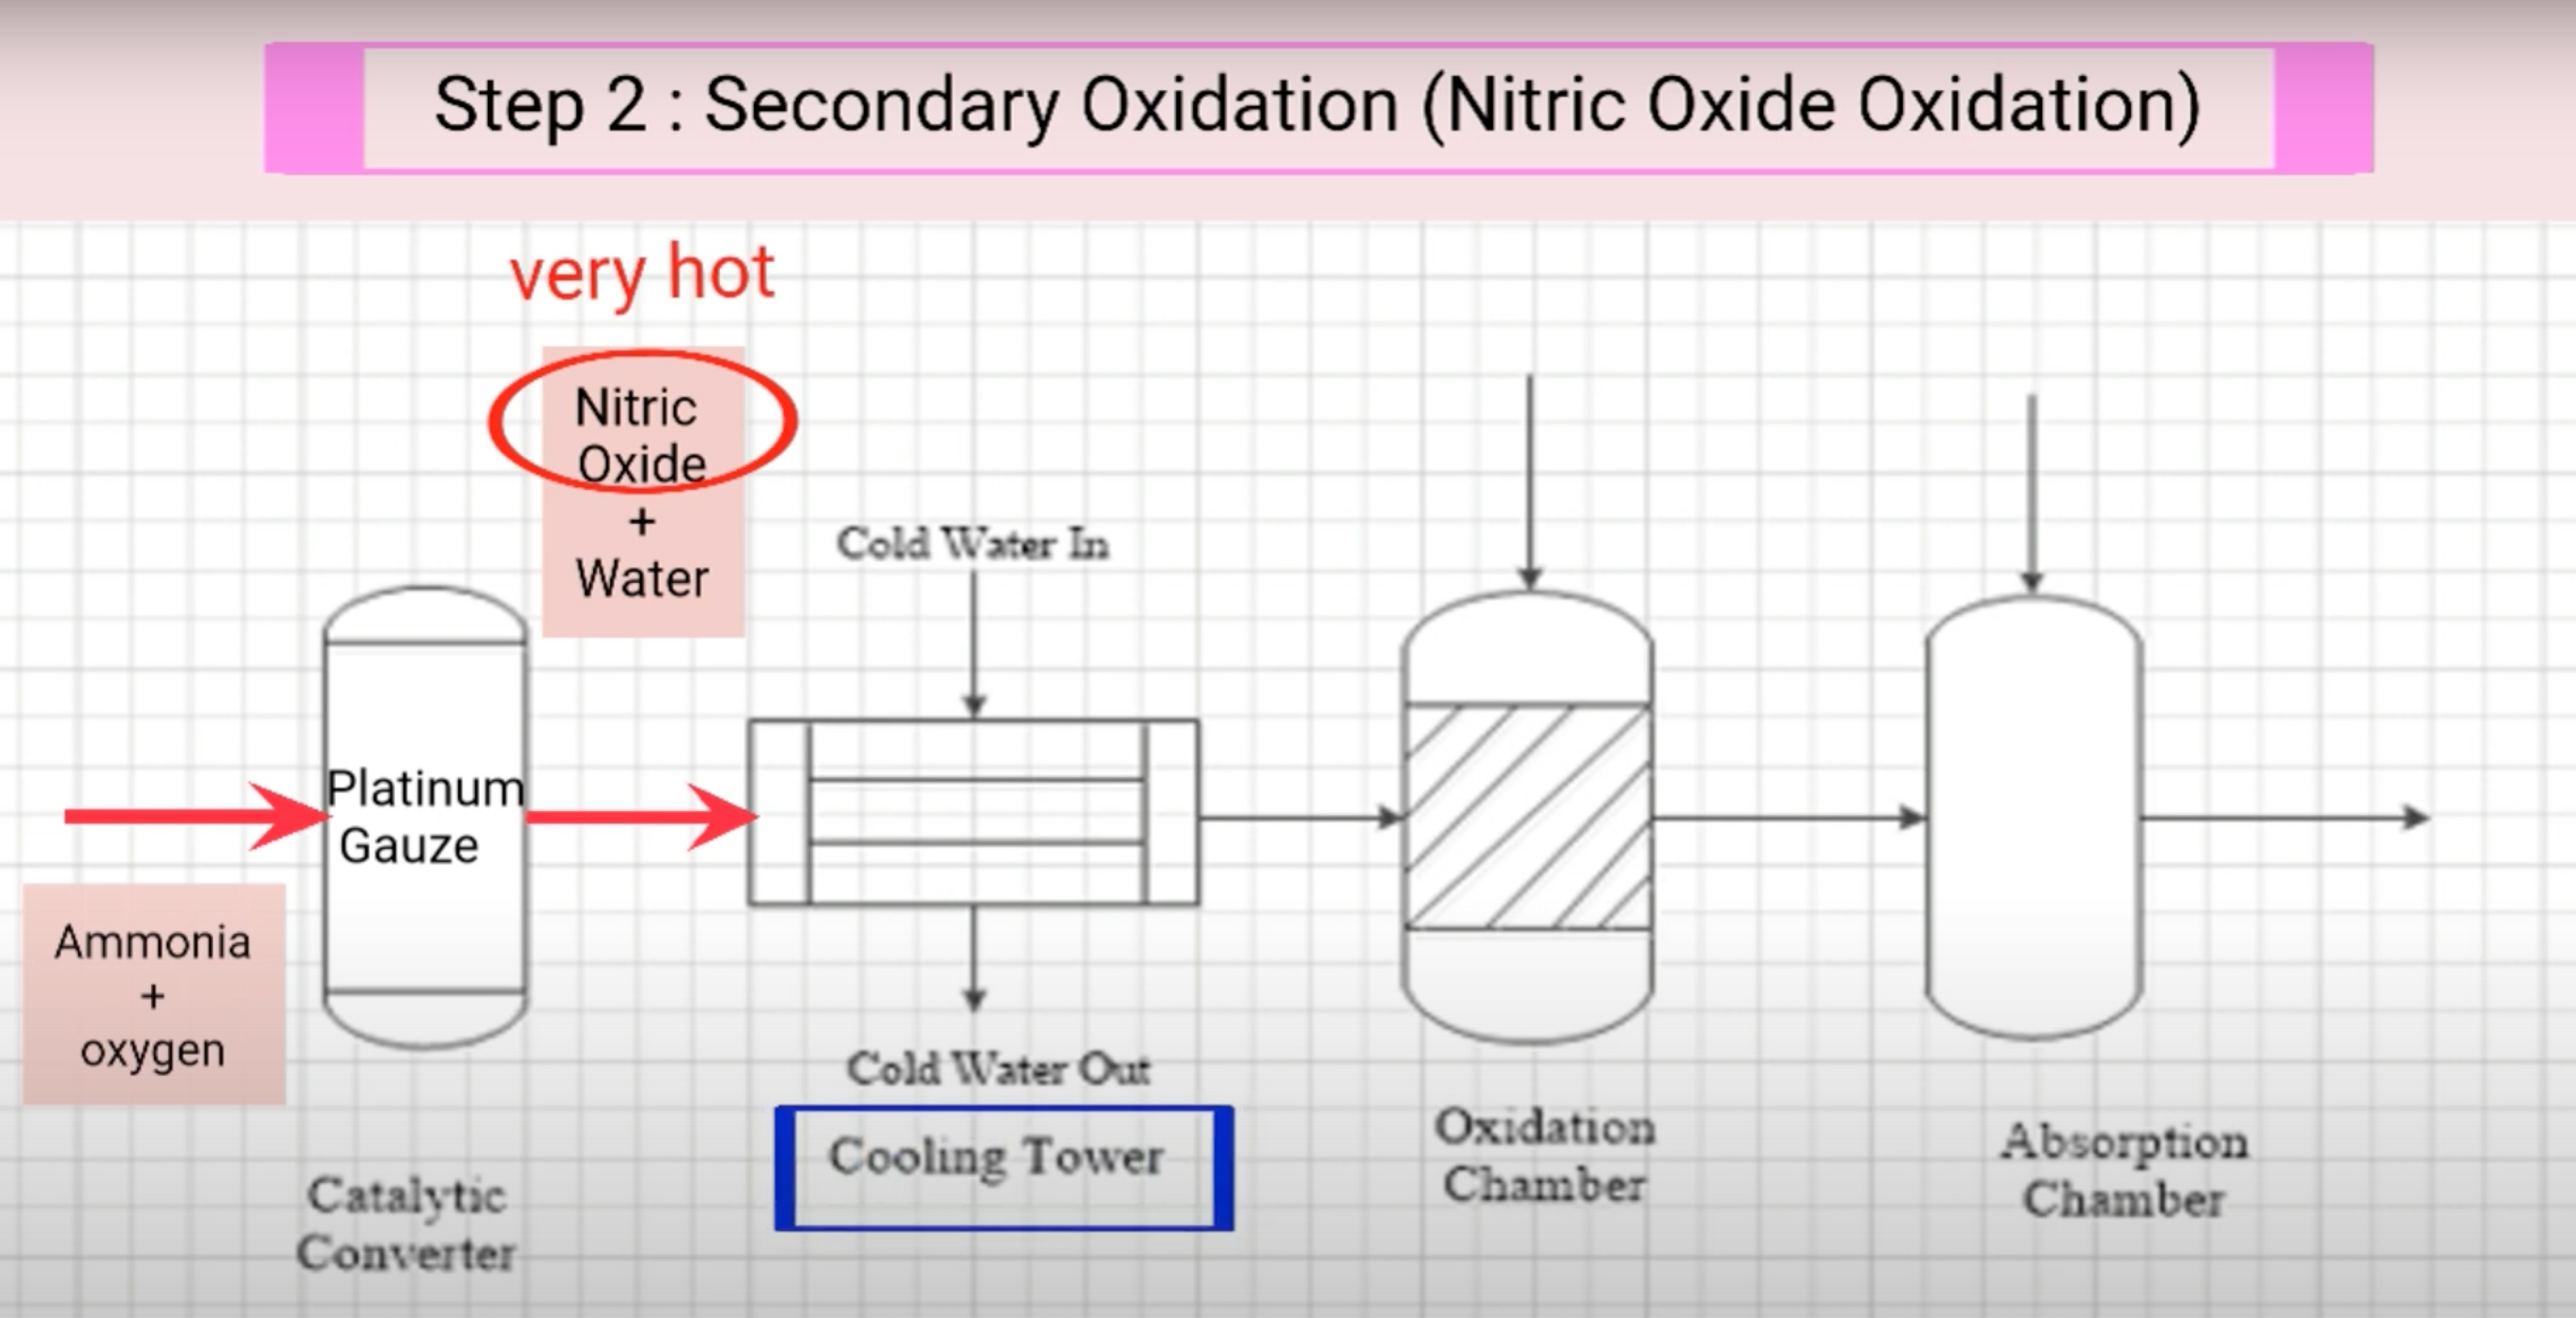 Step 2 : Secondary Oxidation (Nitric Oxide Oxidation)
very hot
Nitric
Oxide
+
Water
Cold Water In
Platinum
Gauze
Ammonia
+
oxygen
Cold Water Out
Cooling Tower
Catalytic
Converter
Oxidation
Chamber
Absorption
Chamber